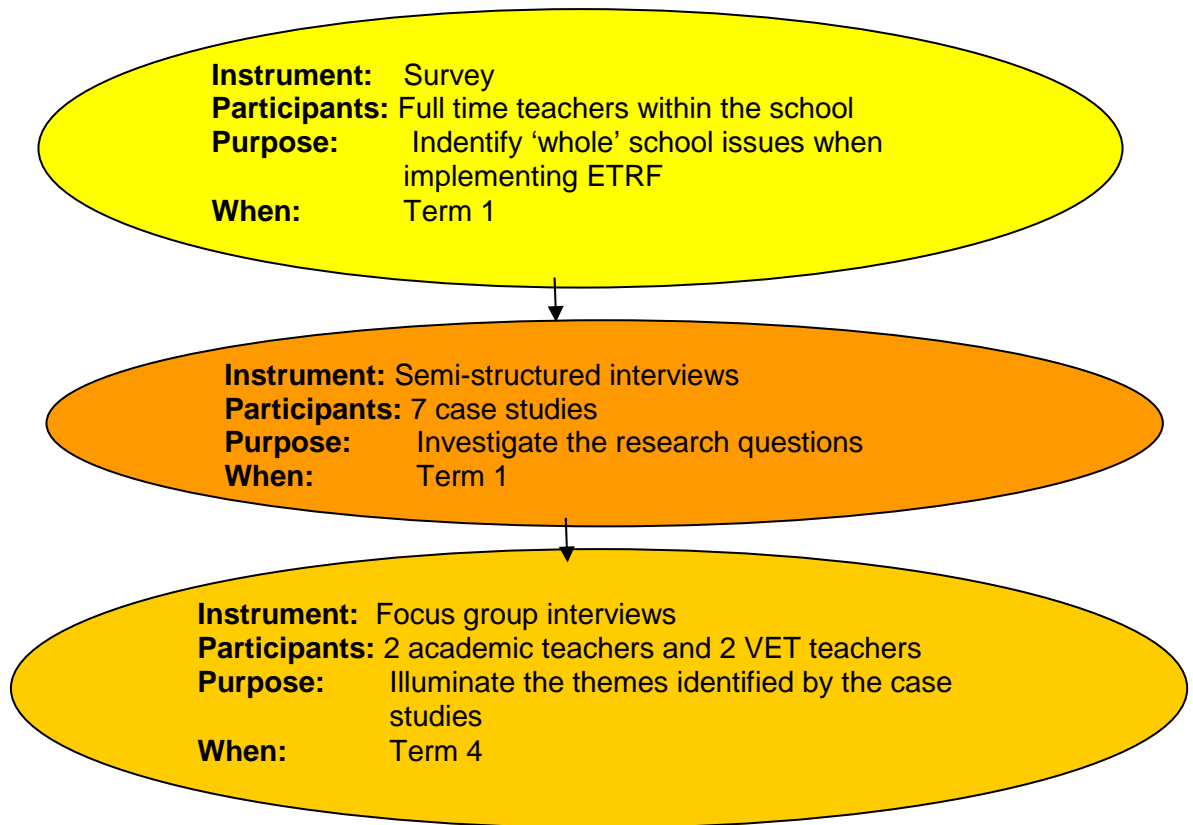 Instrument: Survey
Participants: Full time teachers within the school
Purpose: Indentify ‘whole’ school issues when
implementing ETRF
When: Term 1
Instrument: Semi-structured interviews
Participants: 7 case studies
Purpose: Investigate the research questions
When: Term 1
Instrument: Focus group interviews
Participants: 2 academic teachers and 2 VET teachers
Purpose: Illuminate the themes identified by the case
studies
When: Term 4